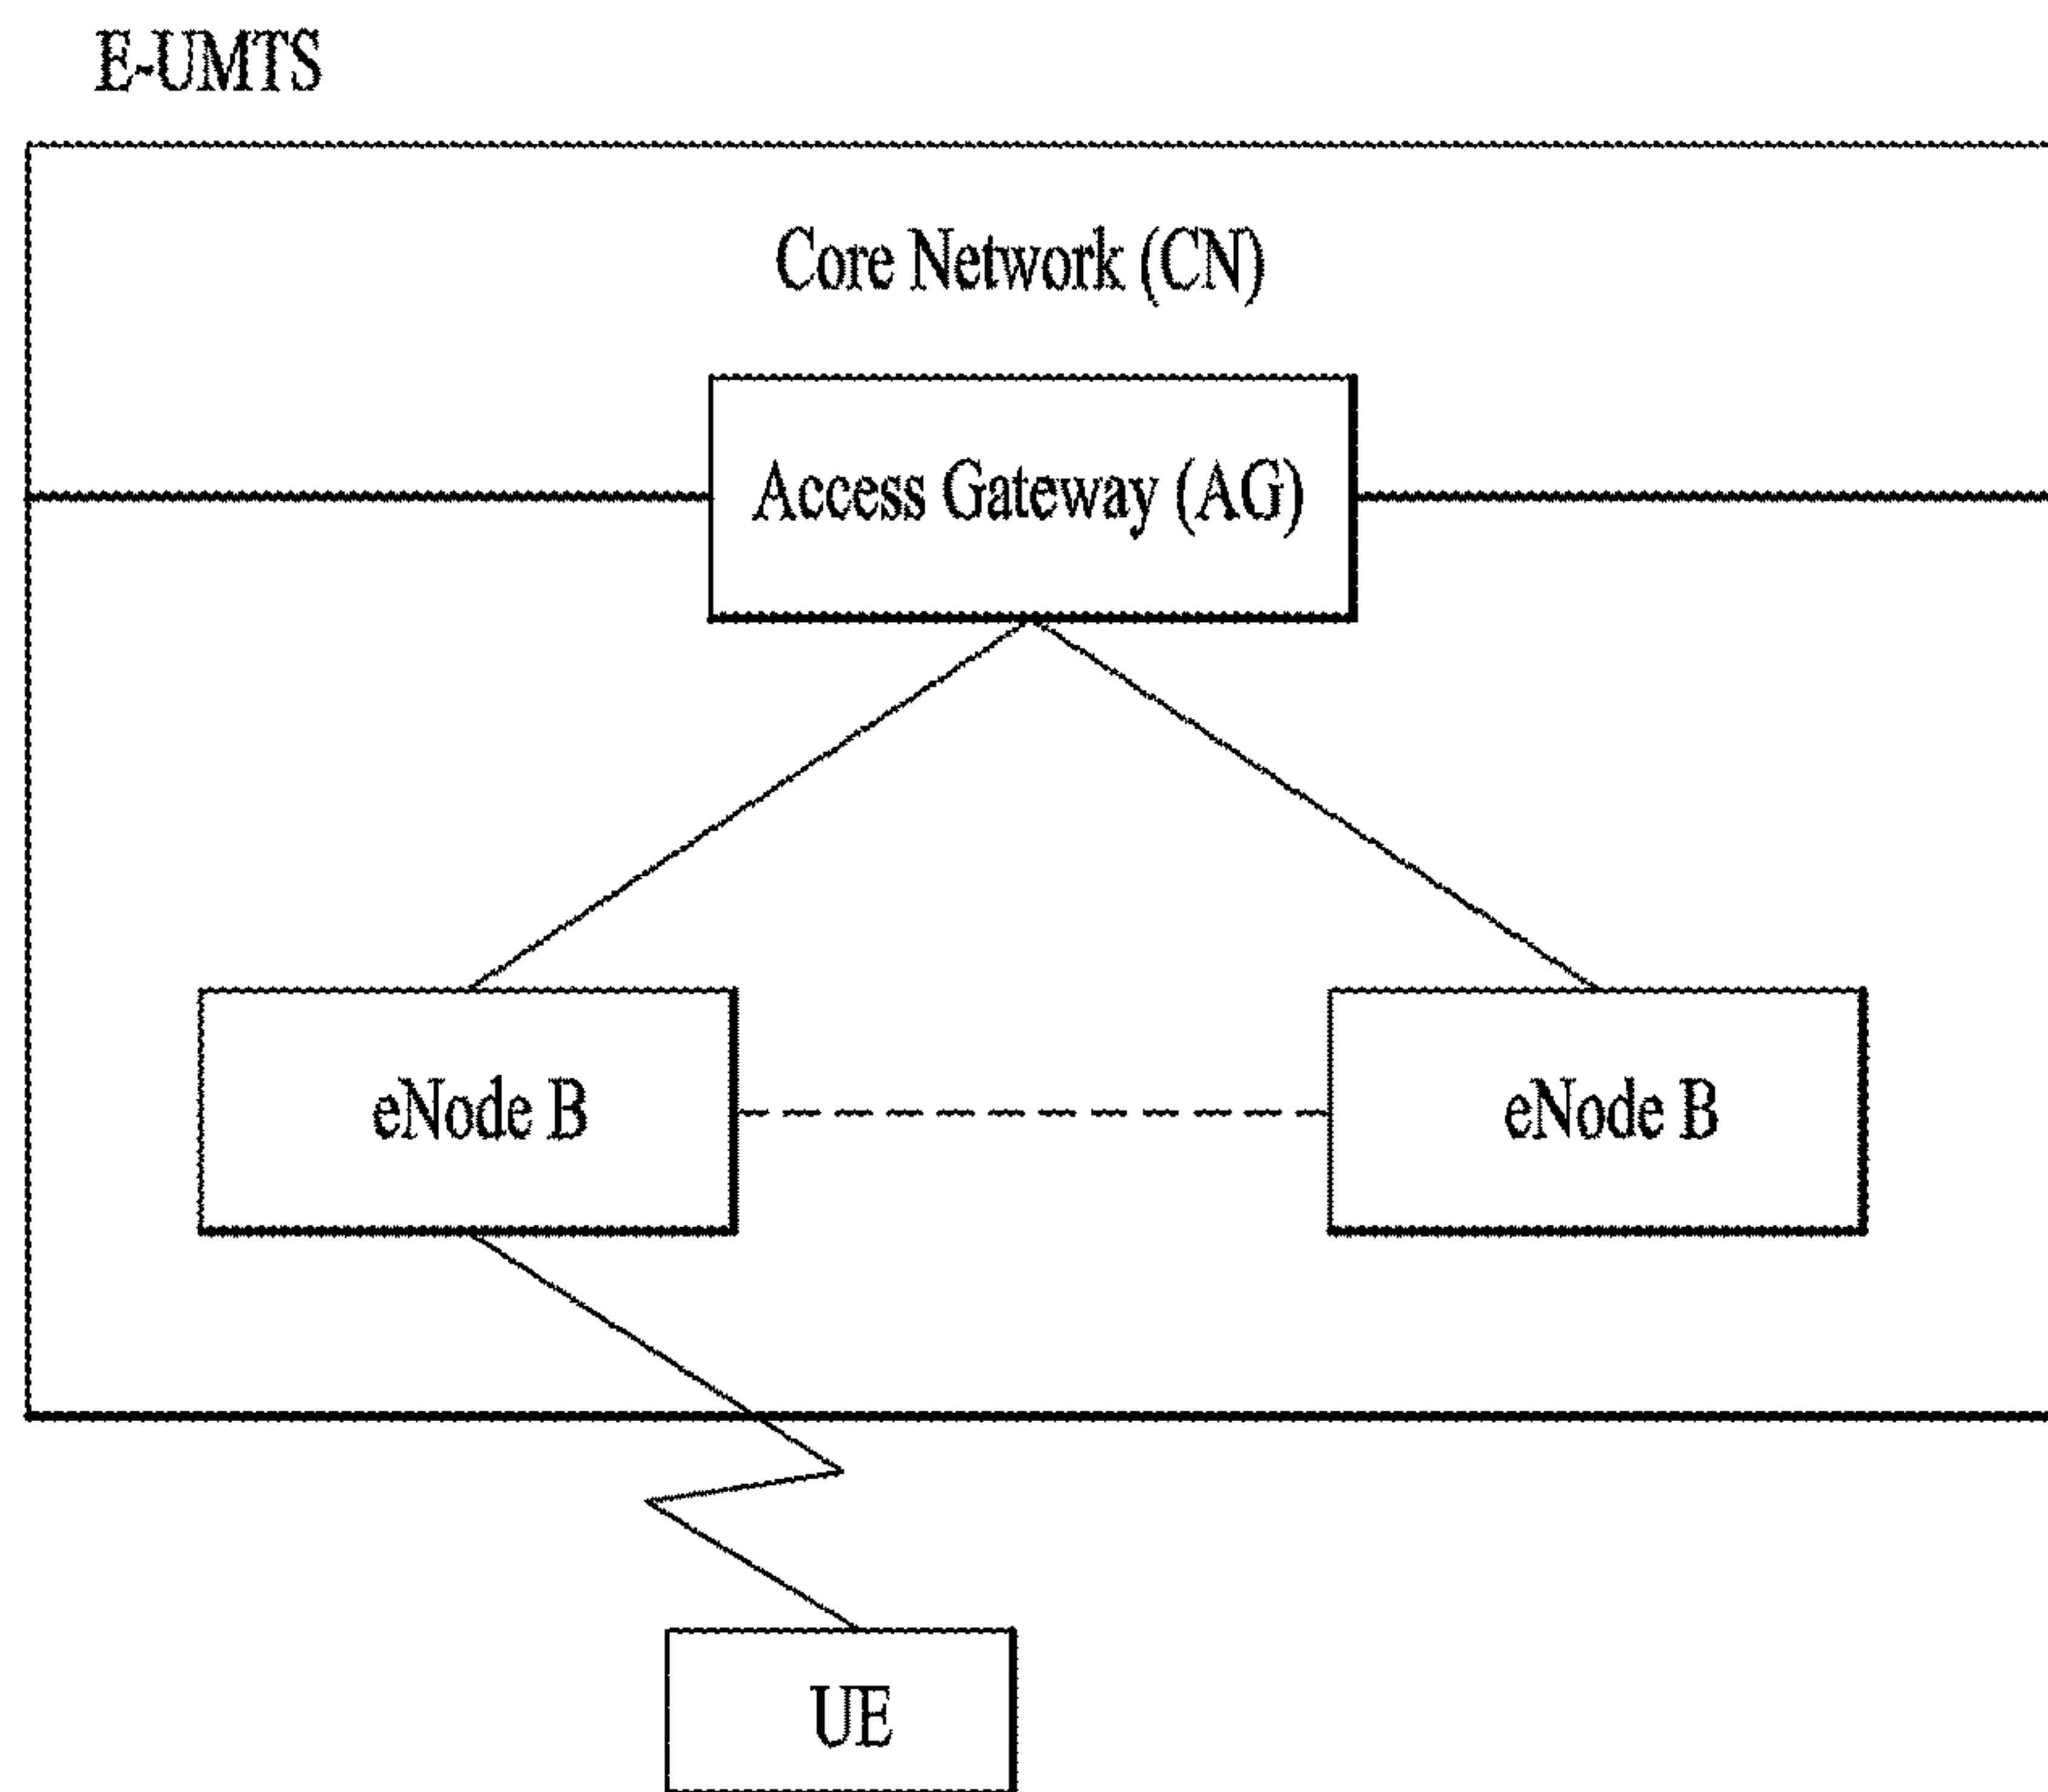 E-UMTS
Core Network (CN)
Access Gateway (AG)
eNode B
eNode B
UE